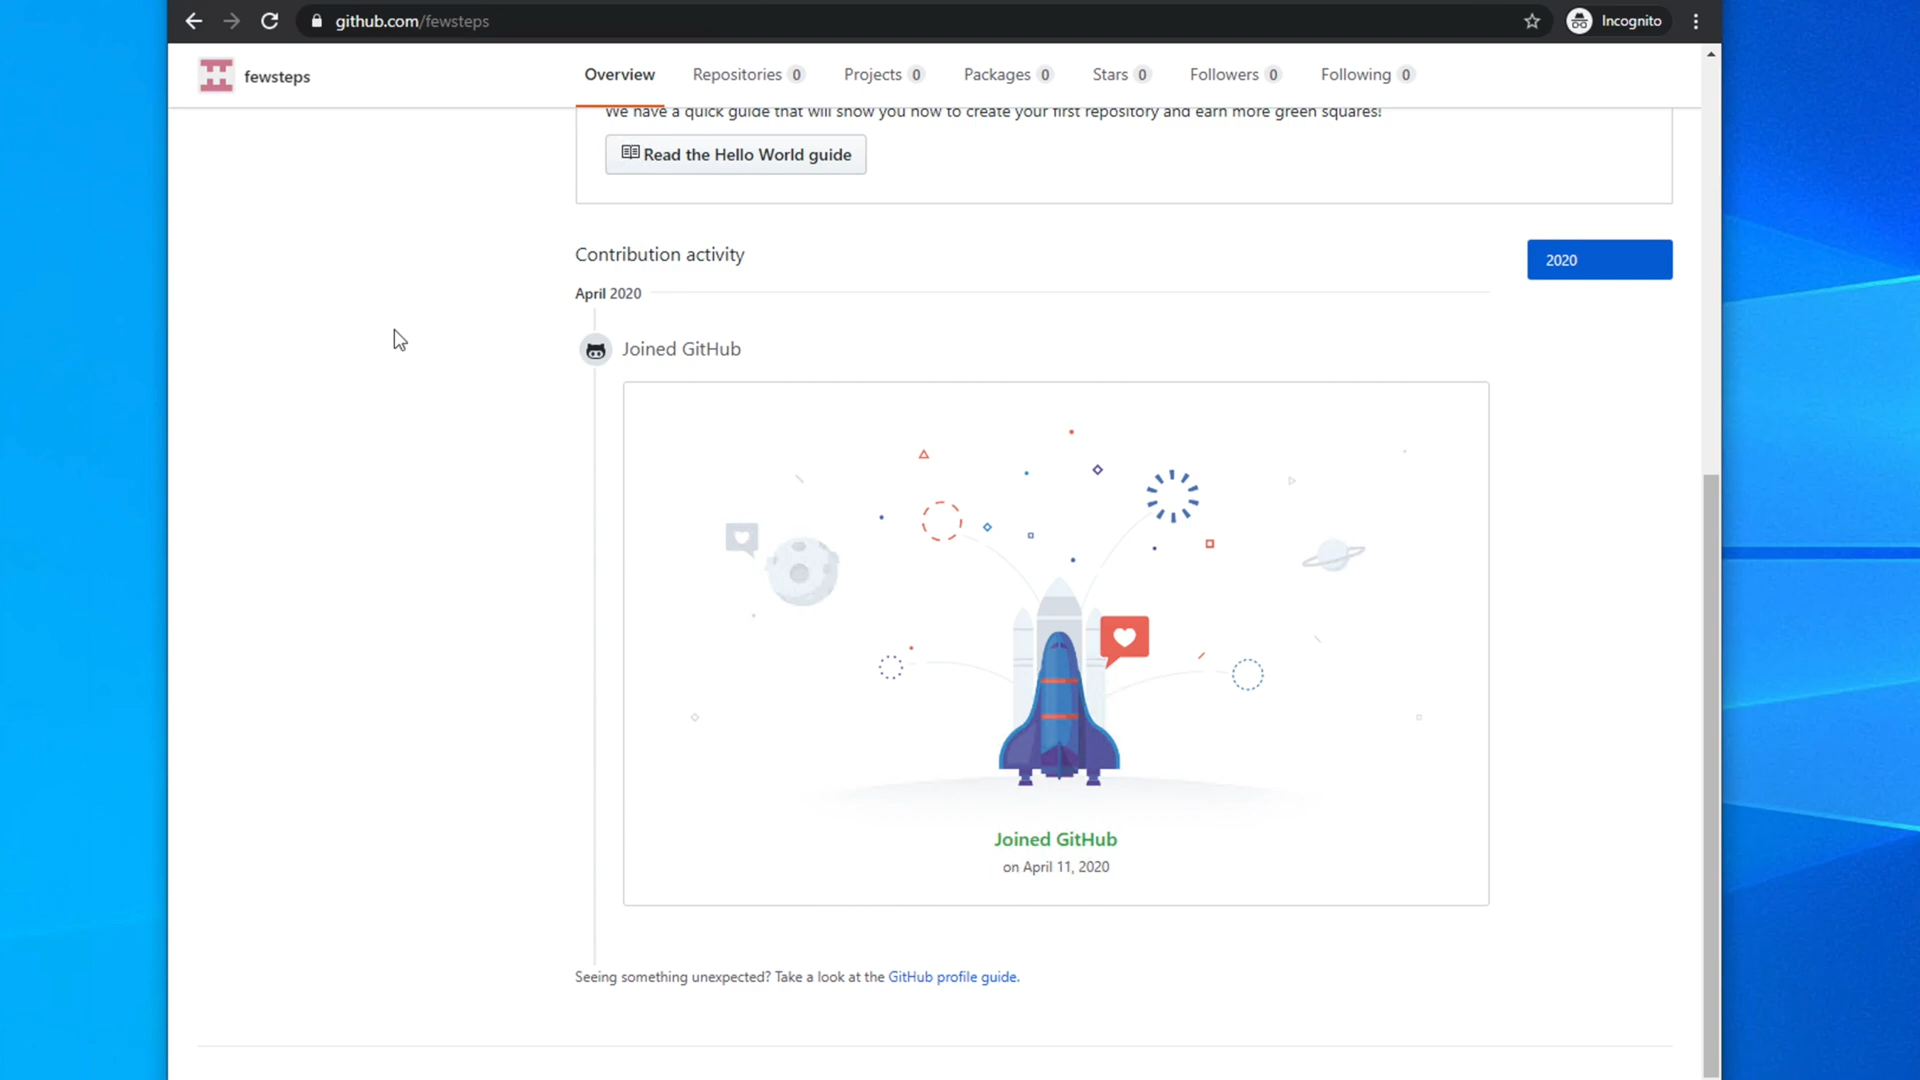 github.com/fewsteps
Incognito
fewsteps
Overview
Repositories 0
Projects 0
Packages 0
Stars 0
Followers 0
Following 0
We have a quick guide that will show you how to create your first repository and earn more green squares!
Read the Hello World guide
Contribution activity
2020
April 2020
Joined GitHub
Joined GitHub
on April 11, 2020
Seeing something unexpected? Take a look at the GitHub profile guide.